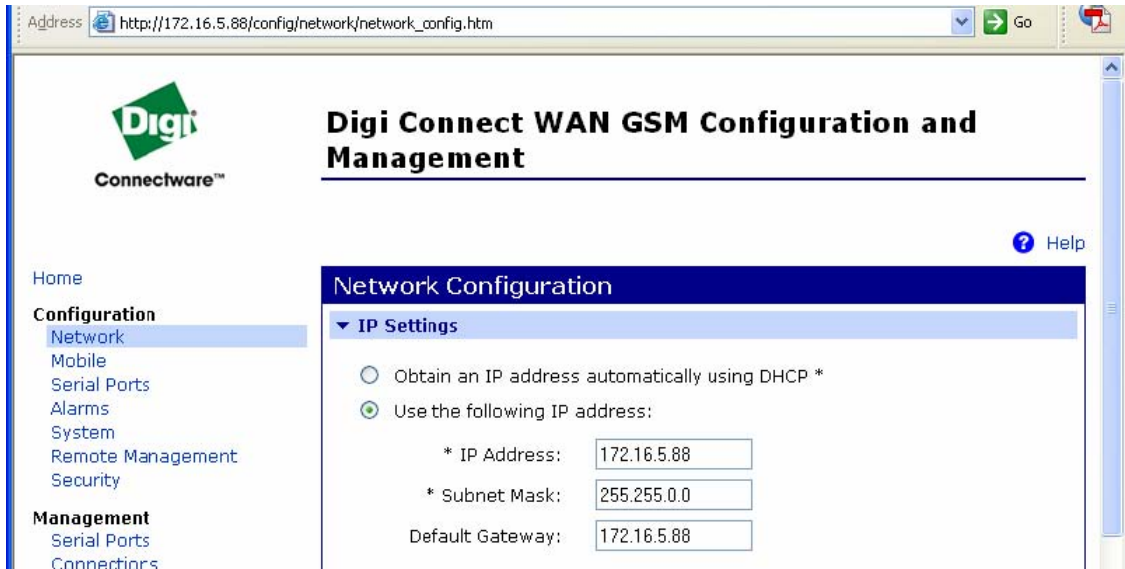 Address http://172.16.5.88/config/network/network_config.htm Go
Digi
Connectware™
Digi Connect WAN GSM Configuration and
Management
? Help
Home
Configuration
Network
Mobile
Serial Ports
Alarms
System
Remote Management
Security
Management
Serial Ports
Connections
Network Configuration
IP Settings
Obtain an IP address automatically using DHCP *
Use the following IP address:
* IP Address: 172.16.5.88
* Subnet Mask: 255.255.0.0
Default Gateway: 172.16.5.88